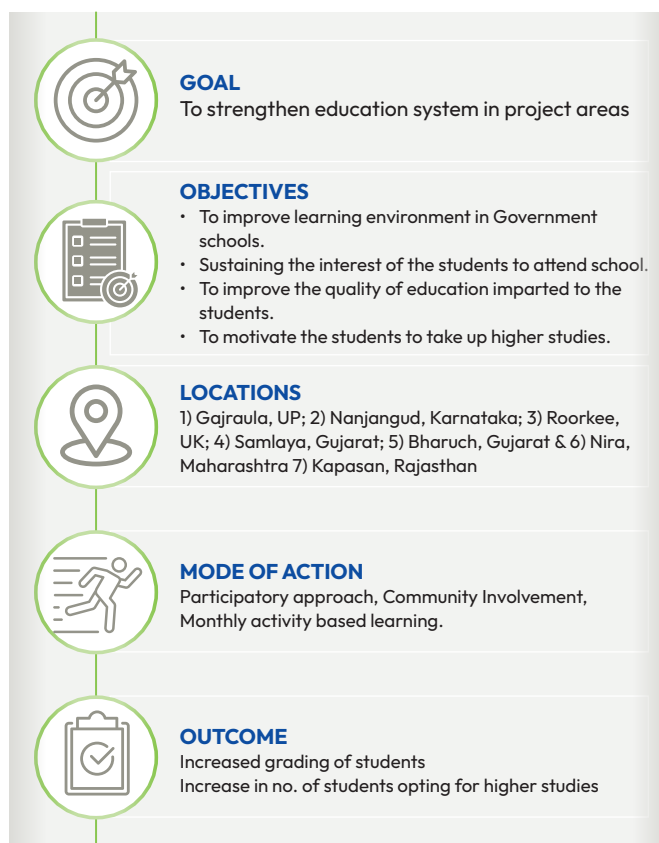 GOAL
To strengthen education system in project areas
OBJECTIVES
• To improve learning environment in Government
schools.
• Sustaining the interest of the students to attend school.
• To improve the quality of education imparted to the
students.
• To motivate the students to take up higher studies.
LOCATIONS
1) Gajraula, UP; 2) Nanjangud, Karnataka; 3) Roorkee,
UK; 4) Samlaya, Gujarat; 5) Bharuch, Gujarat & 6) Nira,
Maharashtra 7) Kapasan, Rajasthan
MODE OF ACTION
Participatory approach, Community Involvement,
Monthly activity based learning.
OUTCOME
Increased grading of students
Increase in no. of students opting for higher studies